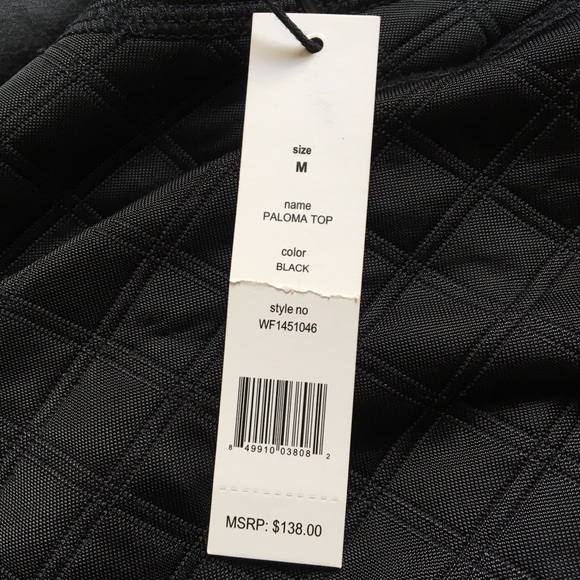 size
M
name
PALOMA TOP
color
BLACK
style no
WF1451046
8 49910 03808 2
MSRP: $138.00